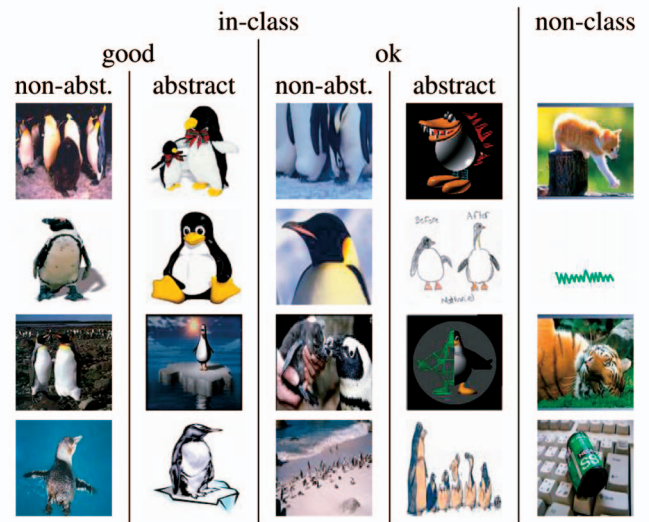 in-class
non-class
good
ok
non-abst.
abstract
non-abst.
abstract
Before
After